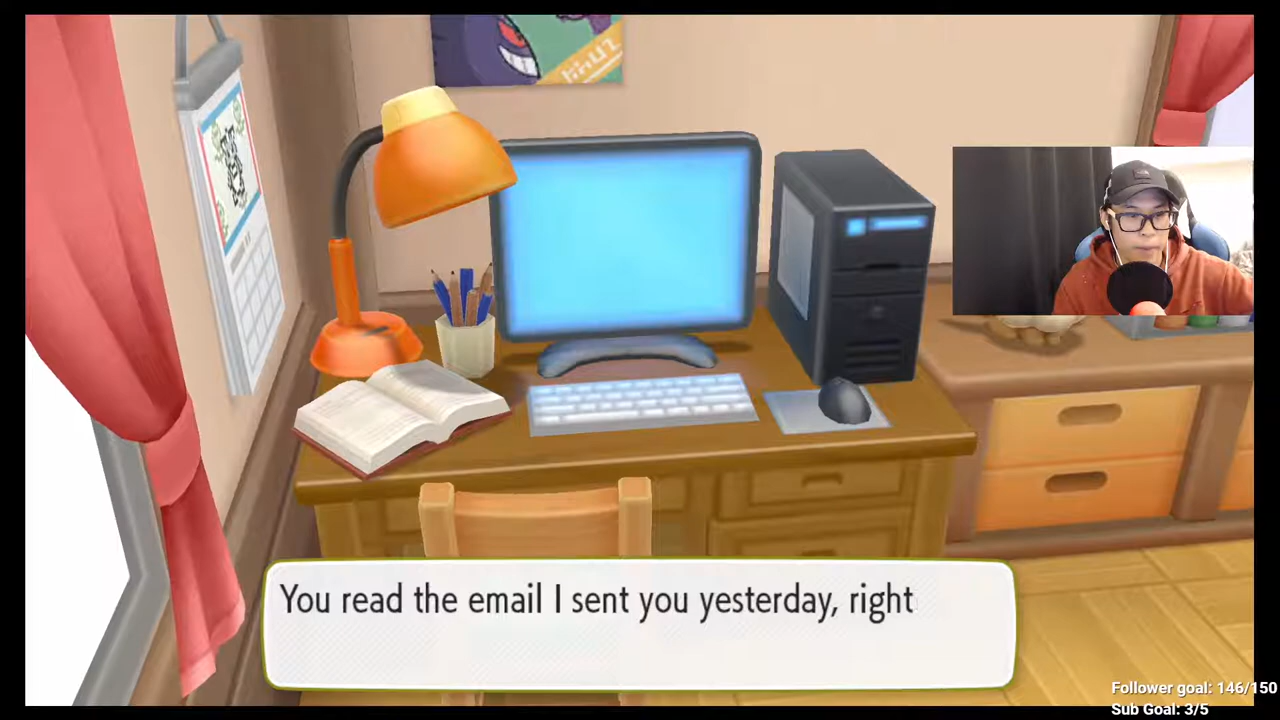 You read the email I sent you yesterday, right
Follower goal: 146/150
Sub Goal: 3/5